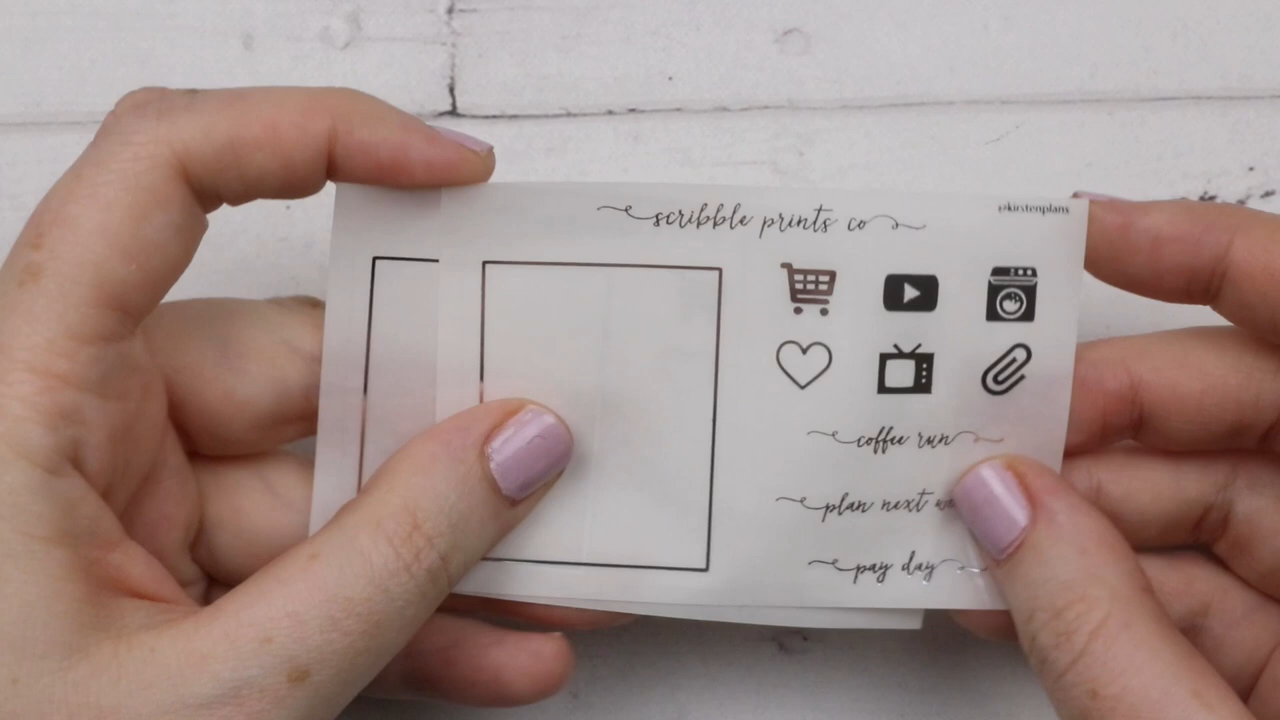 scribble prints co
@kirstenplans
coffee run
plan next
pay day